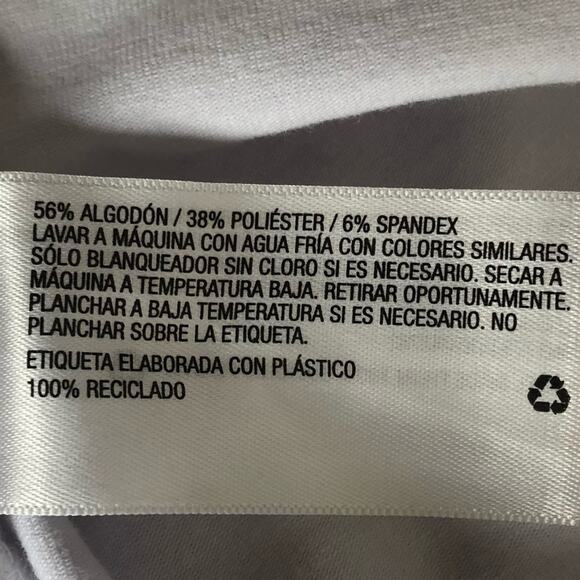 56% ALGODÓN / 38% POLIÉSTER / 6% SPANDEX
LAVAR A MÁQUINA CON AGUA FRÍA CON COLORES SIMILARES.
SÓLO BLANQUEADOR SIN CLORO SI ES NECESARIO. SECAR A
MÁQUINA A TEMPERATURA BAJA. RETIRAR OPORTUNAMENTE.
PLANCHAR A BAJA TEMPERATURA SI ES NECESARIO. NO
PLANCHAR SOBRE LA ETIQUETA.
ETIQUETA ELABORADA CON PLÁSTICO
100% RECICLADO